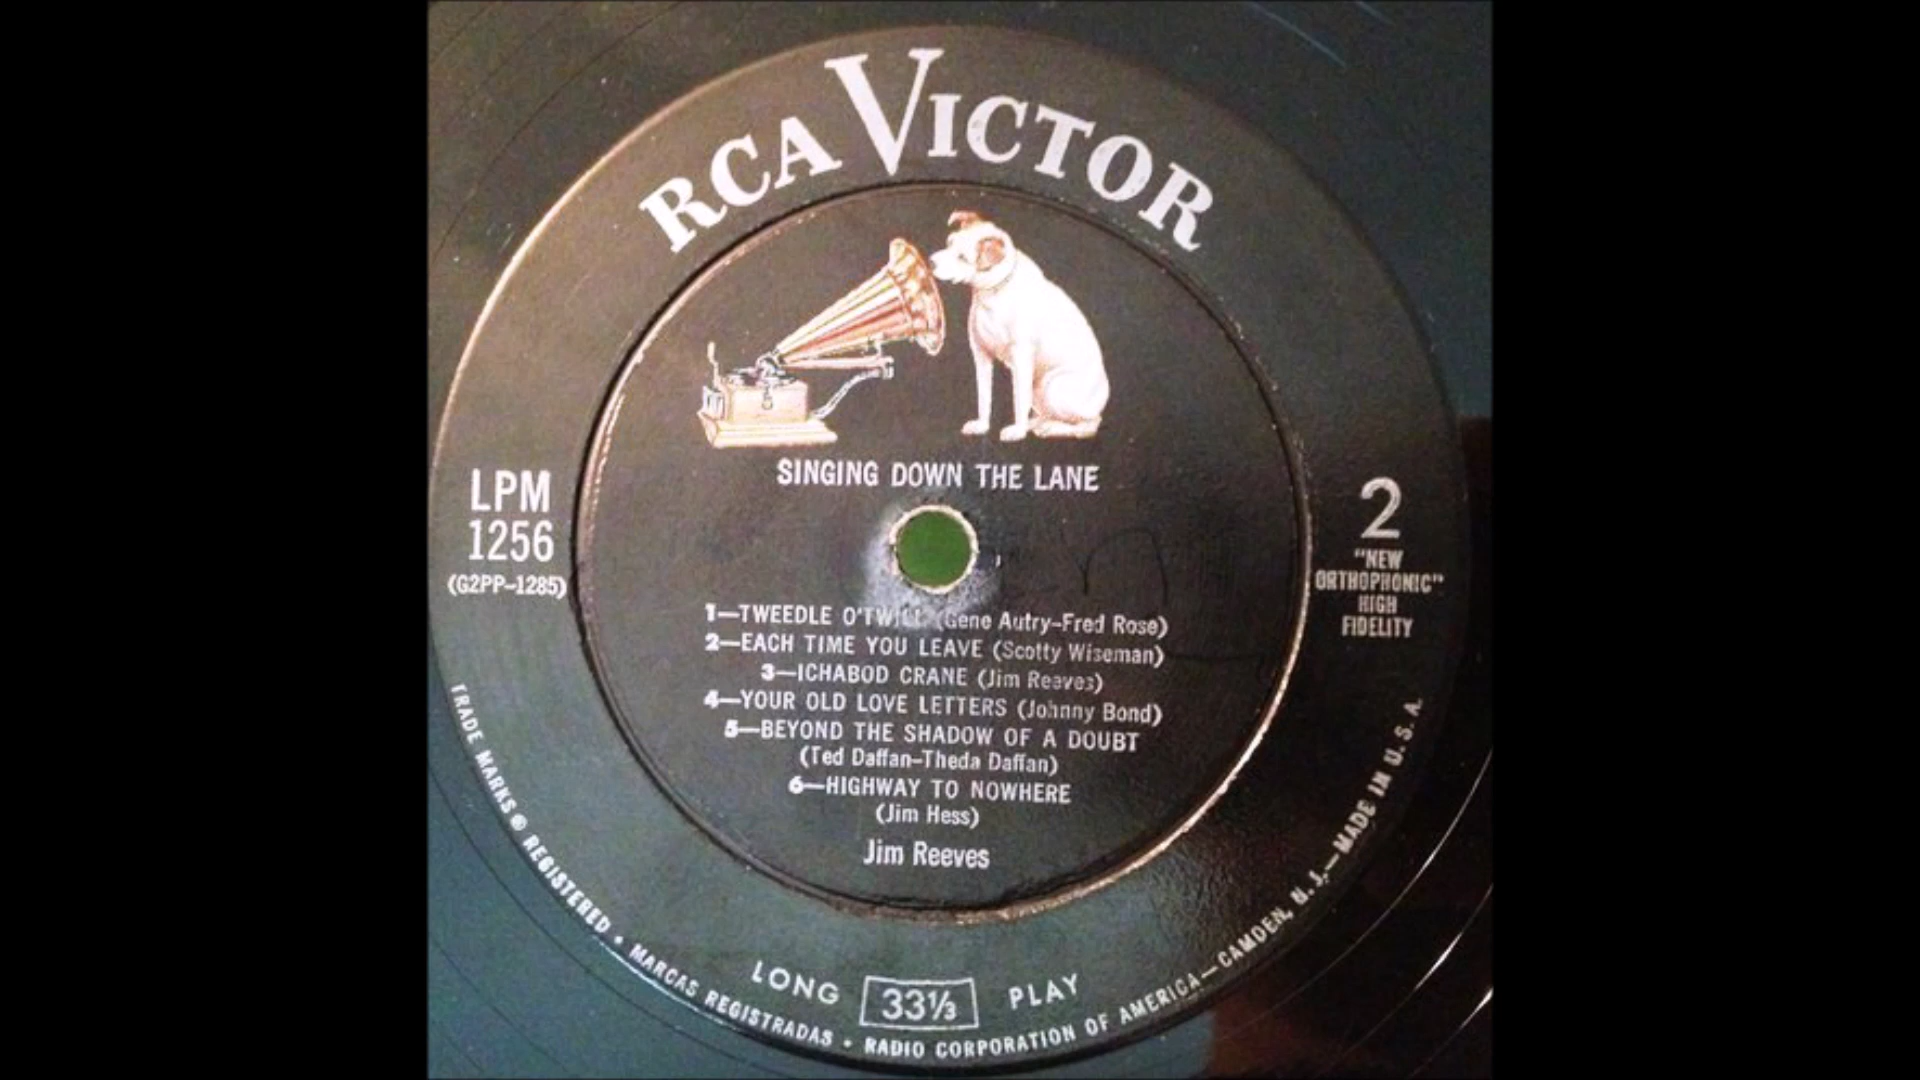 RCA VICTOR
SINGING DOWN THE LANE
LPM
1256
(G2PP-1285)
2
"NEW
ORTHOPHONIC"
HIGH
FIDELITY
1—TWEEDLE O'TWILL (Gene Autry-Fred Rose)
2—EACH TIME YOU LEAVE (Scotty Wiseman)
3—ICHABOD CRANE (Jim Reeves)
4—YOUR OLD LOVE LETTERS (Johnny Bond)
5—BEYOND THE SHADOW OF A DOUBT
(Ted Daffan-Theda Daffan)
6—HIGHWAY TO NOWHERE
(Jim Hess)
Jim Reeves
LONG 33⅓ PLAY
TRADE MARKS ® REGISTERED • MARCAS REGISTRADAS • RADIO CORPORATION OF AMERICA—CAMDEN, N. J.—MADE IN U. S. A.